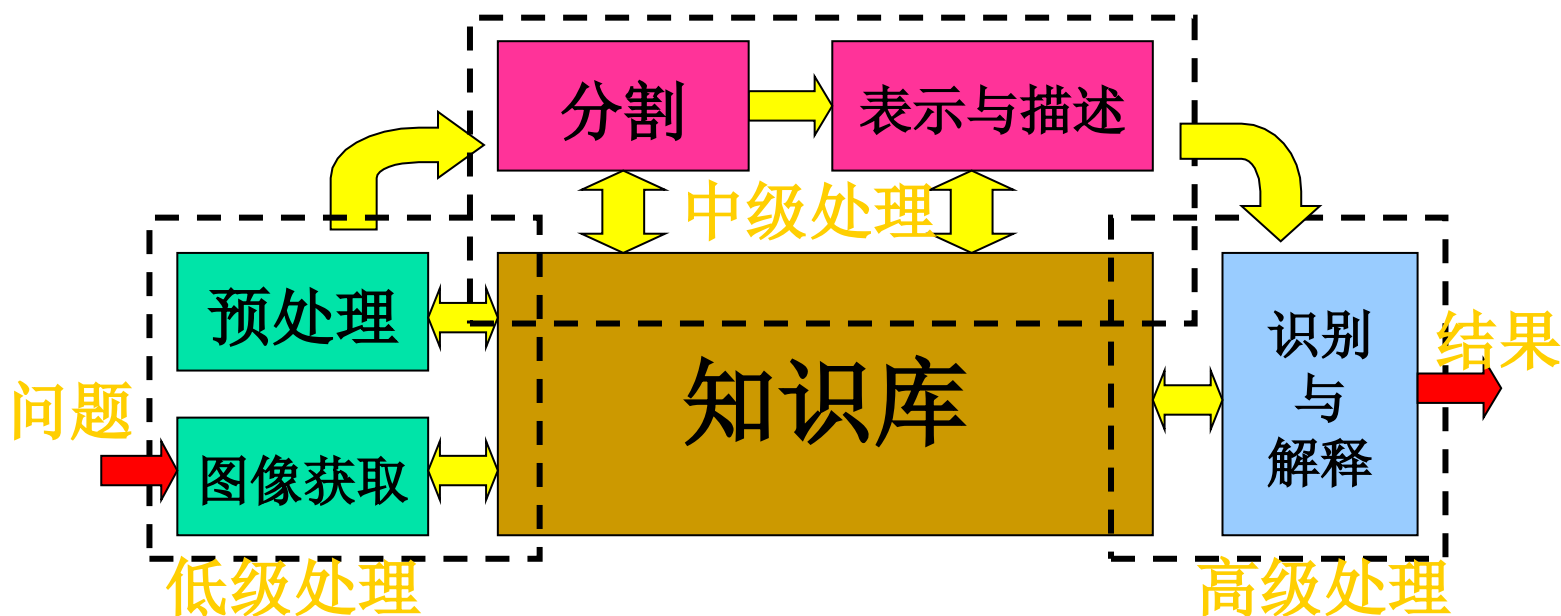 分割
表示与描述
中级处理
预处理
知识库
识别
与
解释
结果
问题
图像获取
低级处理
高级处理